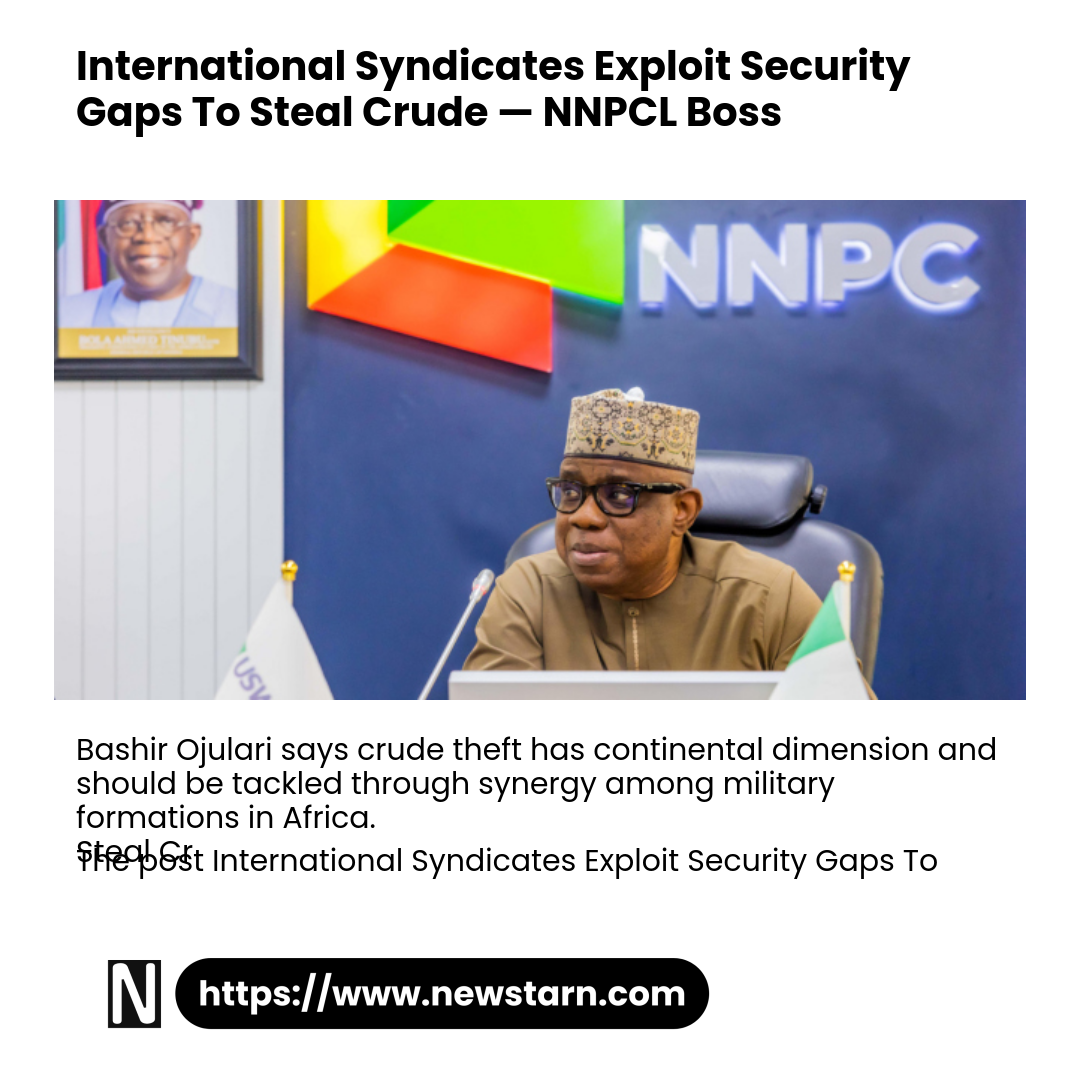 International Syndicates Exploit Security
Gaps To Steal Crude — NNPCL Boss
NNPC
BOLA AHMED TINUBU
Bashir Ojulari says crude theft has continental dimension and
should be tackled through synergy among military
formations in Africa.
Steal Cr
The post International Syndicates Exploit Security Gaps To
N
https://www.newstarn.com